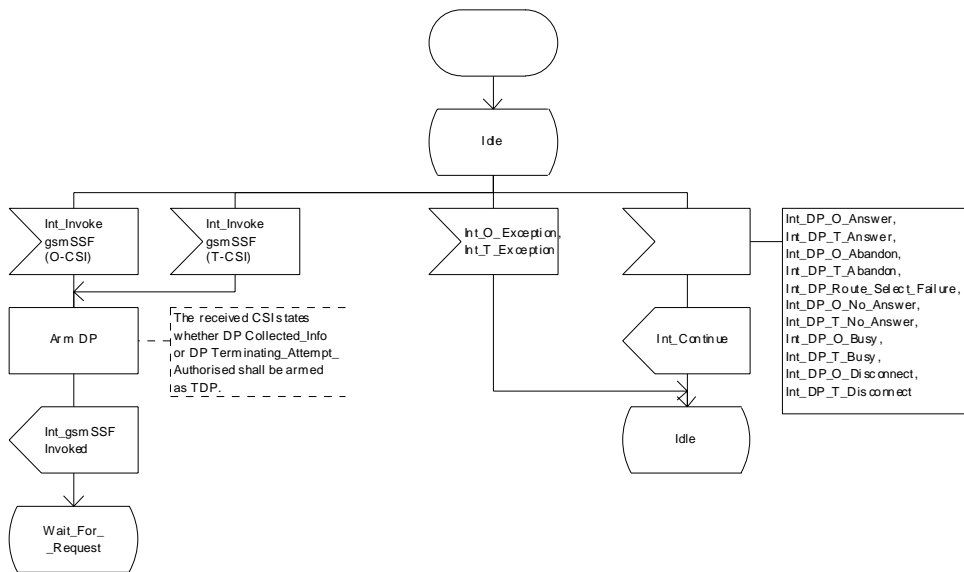 Idle
Int_Invoke
gsmSSF
(O-CSI)
Int_Invoke
gsmSSF
(T-CSI)
Int_O_Exception,
Int_T_Exception
Int_DP_O_Answer,
Int_DP_T_Answer,
Int_DP_O_Abandon,
Int_DP_T_Abandon,
Int_DP_Route_Select_Failure,
Int_DP_O_No_Answer,
Int_DP_T_No_Answer,
Int_DP_O_Busy,
Int_DP_T_Busy,
Int_DP_O_Disconnect,
Int_DP_T_Disconnect
Arm DP
The received CSI states
whether DP Collected_Info
or DP Terminating_Attempt_
Authorised shall be armed
as TDP.
Int_Continue
Int_gsmSSF
Invoked
Idle
Wait_For_
_Request